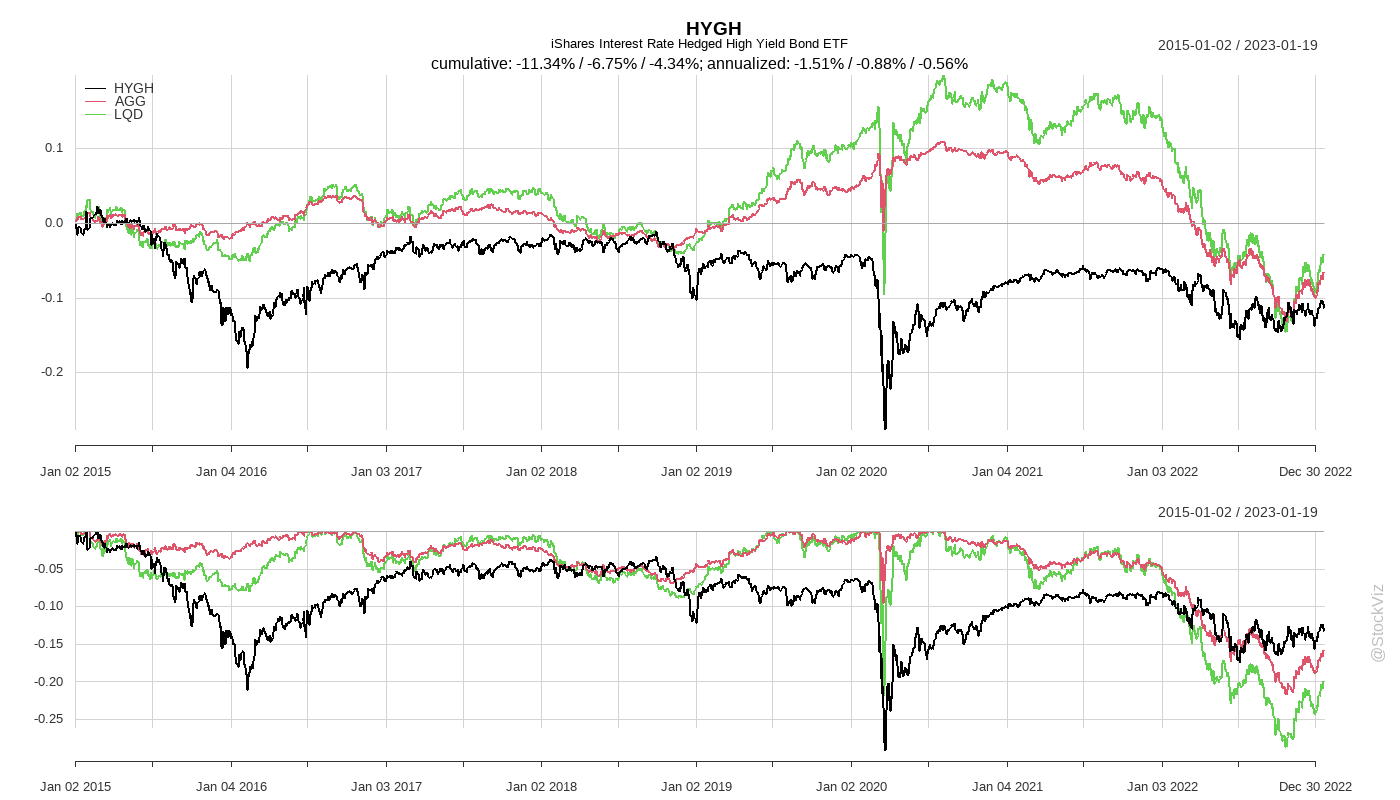 HYGH
iShares Interest Rate Hedged High Yield Bond ETF
2015-01-02 / 2023-01-19
cumulative: -11.34% / -6.75% / -4.34%; annualized: -1.51% / -0.88% / -0.56%
HYGH
AGG
LQD
0.1
0.0
-0.1
-0.2
Jan 02 2015 Jan 04 2016 Jan 03 2017 Jan 02 2018 Jan 02 2019 Jan 02 2020 Jan 04 2021 Jan 03 2022 Dec 30 2022
2015-01-02 / 2023-01-19
-0.05
-0.10
-0.15
-0.20
-0.25
Jan 02 2015 Jan 04 2016 Jan 03 2017 Jan 02 2018 Jan 02 2019 Jan 02 2020 Jan 04 2021 Jan 03 2022 Dec 30 2022
@StockViz